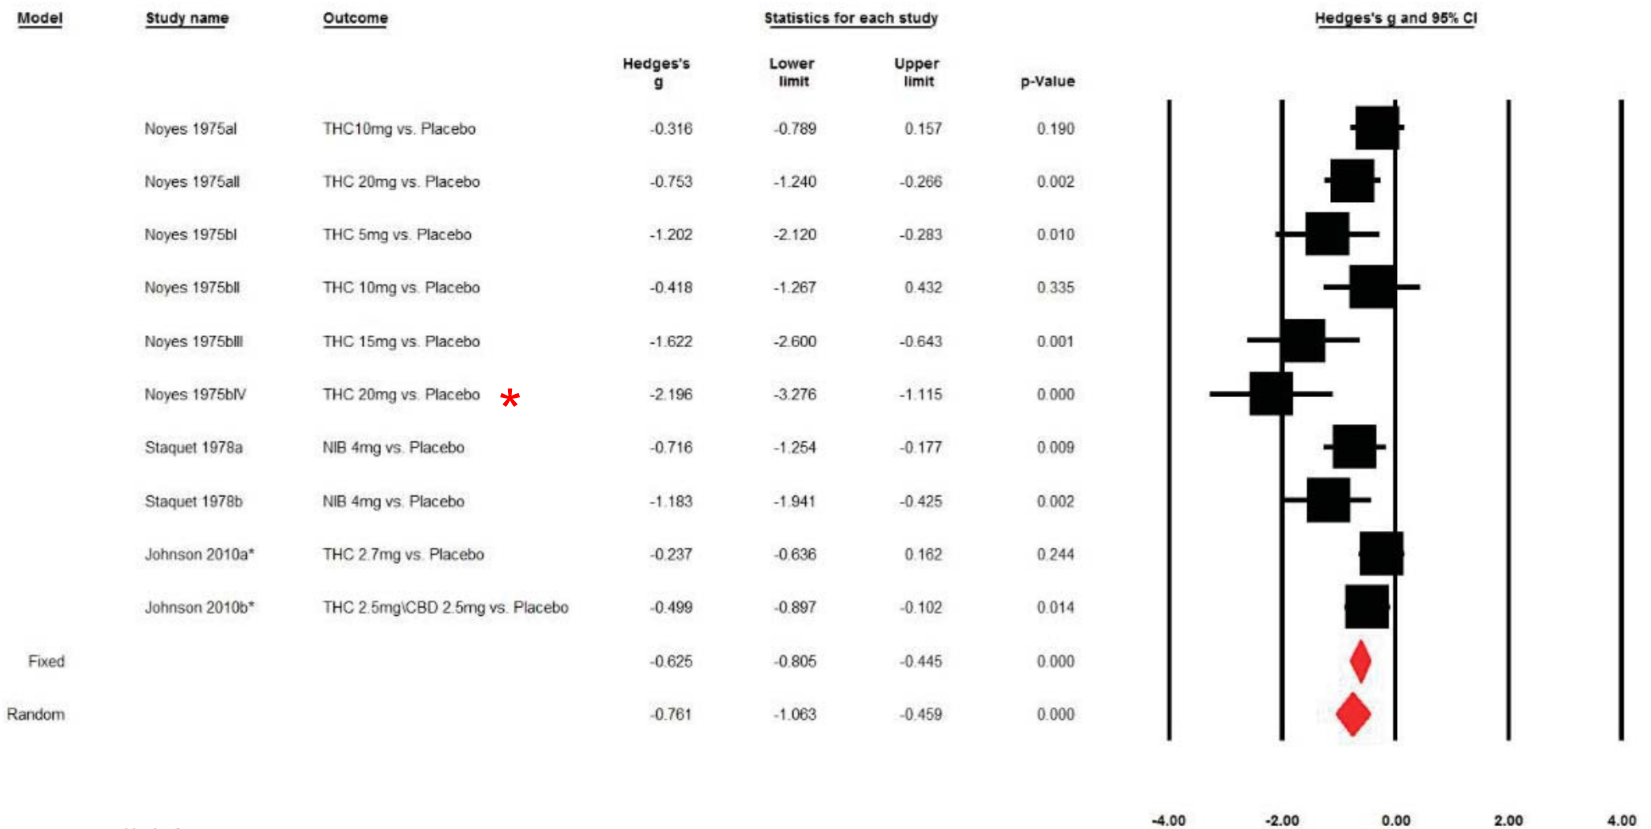 Model Study name Outcome Statistics for each study Hedges's g and 95% CI
Hedges's g Lower limit Upper limit p-Value
Noyes 1975aI THC10mg vs. Placebo -0.316 -0.789 0.157 0.190
Noyes 1975aII THC 20mg vs. Placebo -0.753 -1.240 -0.266 0.002
Noyes 1975bI THC 5mg vs. Placebo -1.202 -2.120 -0.283 0.010
Noyes 1975bII THC 10mg vs. Placebo -0.418 -1.267 0.432 0.335
Noyes 1975bIII THC 15mg vs. Placebo -1.622 -2.600 -0.643 0.001
Noyes 1975bIV THC 20mg vs. Placebo * -2.196 -3.276 -1.115 0.000
Staquet 1978a NIB 4mg vs. Placebo -0.716 -1.254 -0.177 0.009
Staquet 1978b NIB 4mg vs. Placebo -1.183 -1.941 -0.425 0.002
Johnson 2010a* THC 2.7mg vs. Placebo -0.237 -0.636 0.162 0.244
Johnson 2010b* THC 2.5mg\CBD 2.5mg vs. Placebo -0.499 -0.897 -0.102 0.014
Fixed -0.625 -0.805 -0.445 0.000
Random -0.761 -1.063 -0.459 0.000
-4.00 -2.00 0.00 2.00 4.00